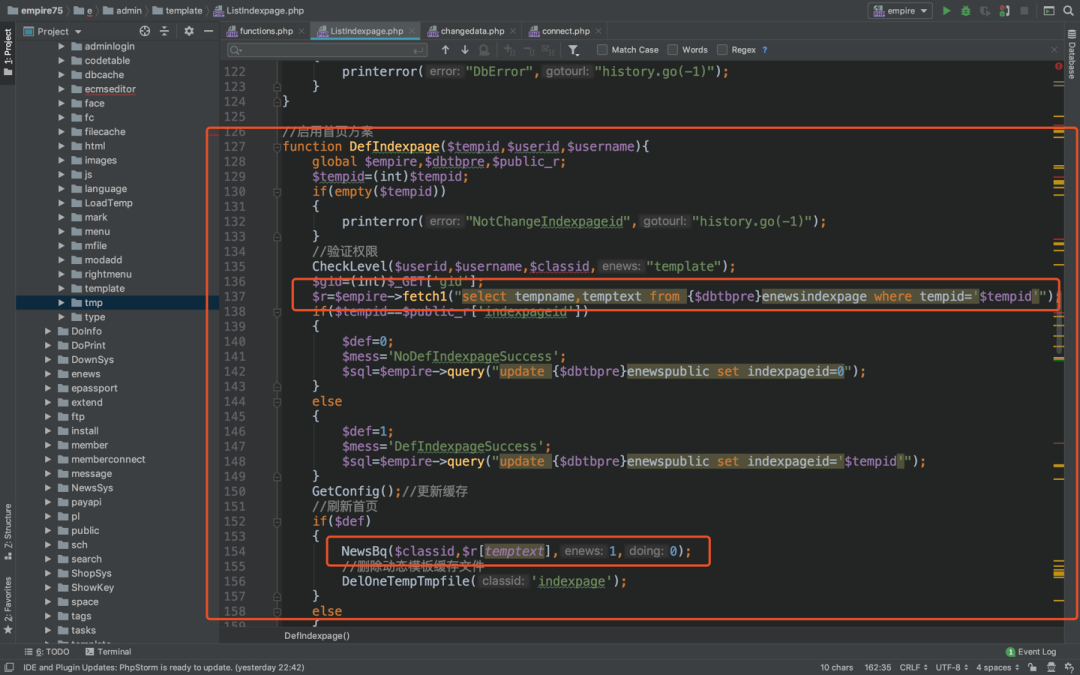 empire75 e admin template ListIndexpage.php empire
Project functions.php ListIndexpage.php changedata.php connect.php
Match Case Words Regex ?
1: Project
Database
adminlogin
codetable
dbcache
ecmseditor
face
fc
filecache
html
images
js
language
LoadTemp
mark
menu
mfile
modadd
rightmenu
template
tmp
type
DoInfo
DoPrint
DownSys
enews
epassport
extend
ftp
install
member
memberconnect
message
NewsSys
payapi
pl
public
sch
search
ShopSys
ShowKey
space
tags
tasks
Z: Structure
2: Favorites
122 printerror( error: "DbError", gotourl: "history.go(-1)");
123 }
124 }
125
126 //启用首页方案
127 function DefIndexpage($tempid,$userid,$username){
128 global $empire,$dbtbpre,$public_r;
129 $tempid=(int)$tempid;
130 if(empty($tempid))
131 {
132 printerror( error: "NotChangeIndexpageid", gotourl: "history.go(-1)");
133 }
134 //验证权限
135 CheckLevel($userid,$username,$classid, enews: "template");
136 $gid=(int)$_GET['gid'];
137 $r=$empire->fetch1("select tempname,temptext from {$dbtbpre}enewsindexpage where tempid='$tempid'");
138 if($tempid==$public_r['indexpageid'])
139 {
140 $def=0;
141 $mess='NoDefIndexpageSuccess';
142 $sql=$empire->query("update {$dbtbpre}enewspublic set indexpageid=0");
143 }
144 else
145 {
146 $def=1;
147 $mess='DefIndexpageSuccess';
148 $sql=$empire->query("update {$dbtbpre}enewspublic set indexpageid='$tempid'");
149 }
150 GetConfig();//更新缓存
151 //刷新首页
152 if($def)
153 {
154 NewsBq($classid,$r[temptext], enews: 1, doing: 0);
155 //删除动态模板缓存文件
156 DelOneTempTmpfile( classid: 'indexpage');
157 }
158 else
159 {
DefIndexpage()
6: TODO Terminal 1 Event Log
IDE and Plugin Updates: PhpStorm is ready to update. (yesterday 22:42) 10 chars 162:35 CRLF UTF-8 4 spaces